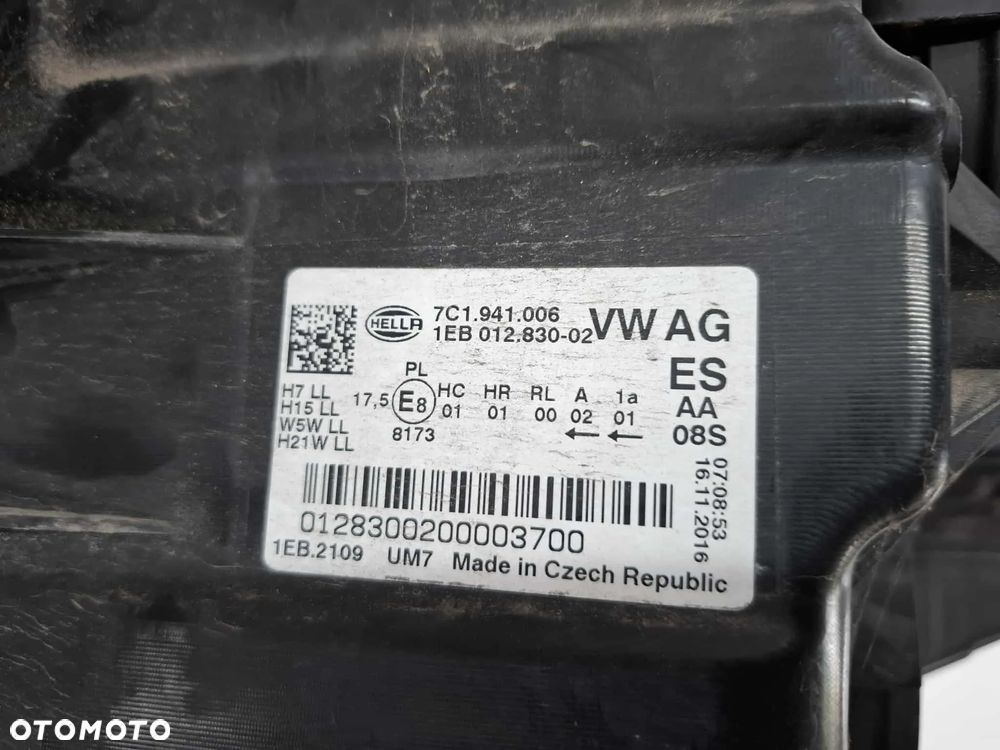 HELLA
7C1.941.006
1EB 012.830-02
VW AG
ES
AA
08S
H7 LL
H15 LL
W5W LL
H21W LL
17,5
PL
E8
8173
HC HR RL A 1a
01 01 00 02 01
← ←
07:08:53
16.11.2016
0128300200003700
1EB.2109 UM7 Made in Czech Republic
OTOMOTO